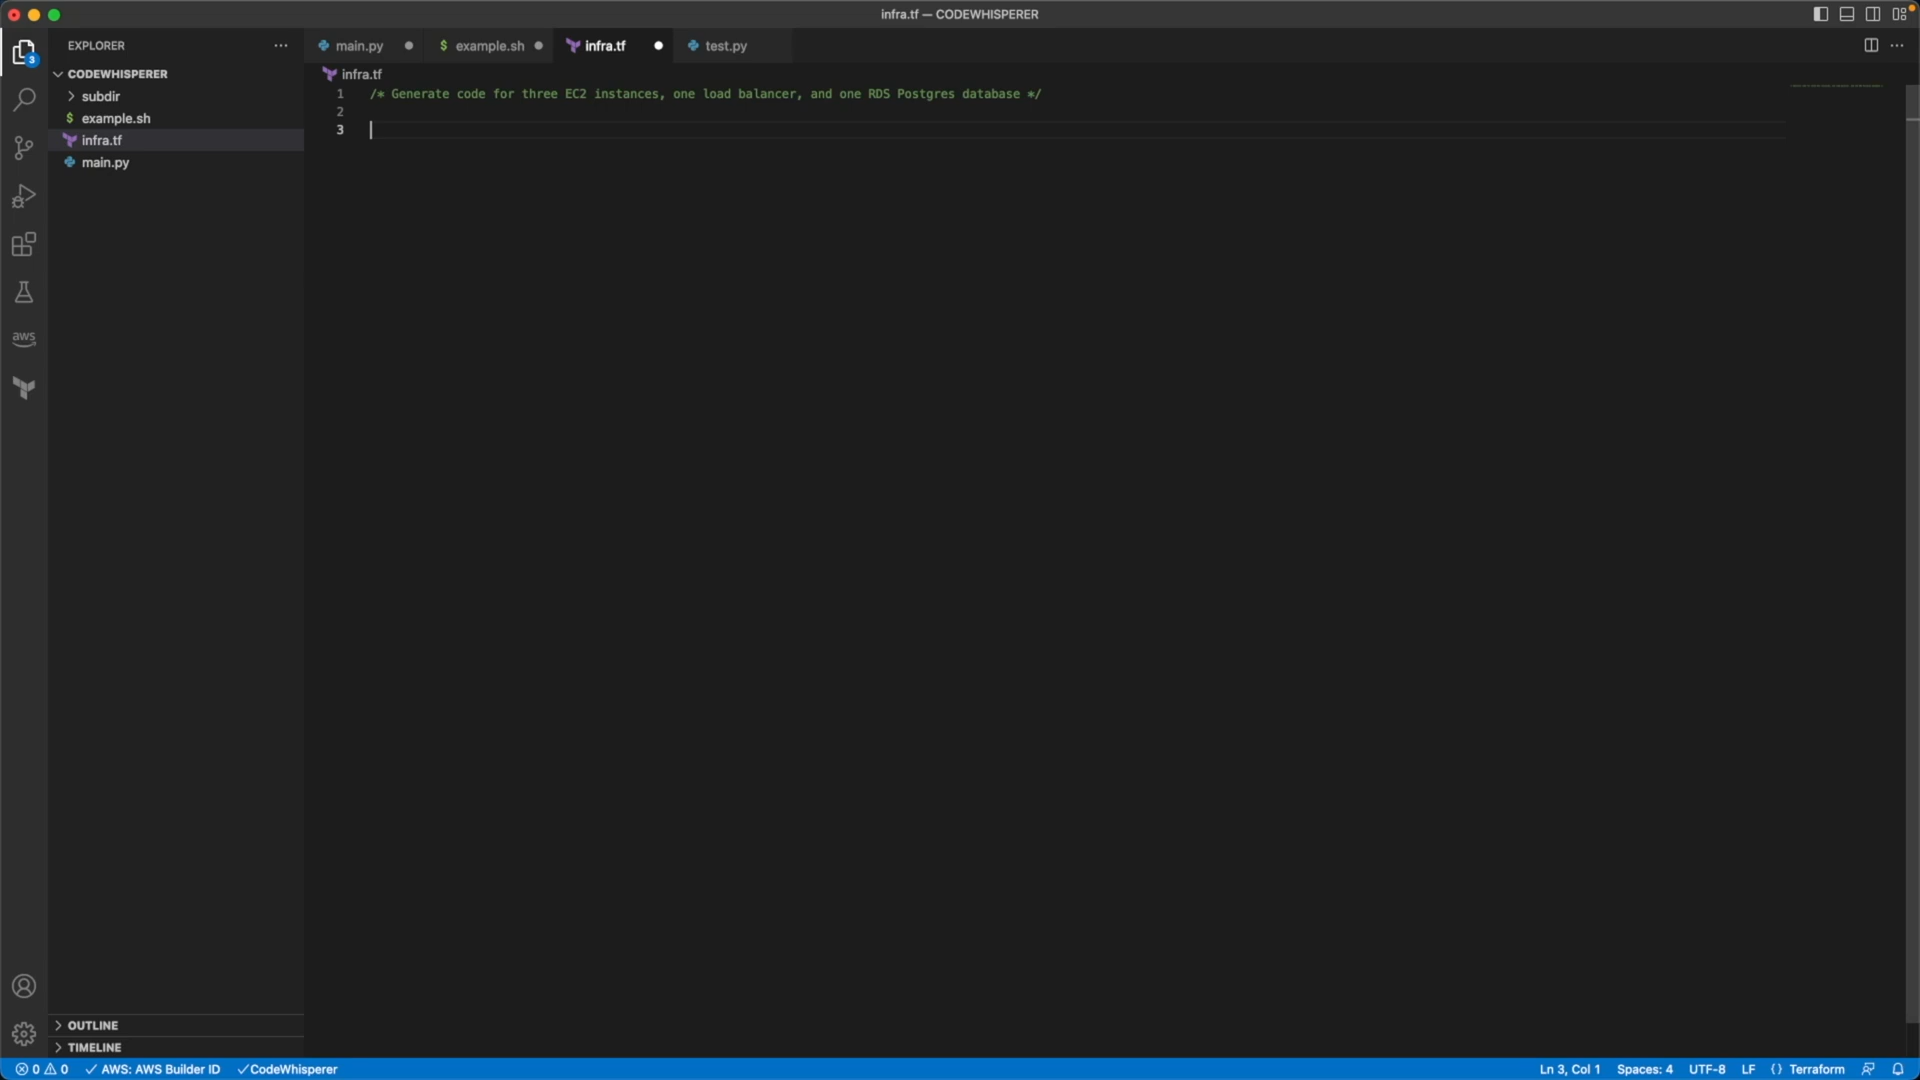 infra.tf — CODEWHISPERER
EXPLORER
CODEWHISPERER
subdir
$ example.sh
infra.tf
main.py
OUTLINE
TIMELINE
3
aws
main.py
$ example.sh
infra.tf
test.py
infra.tf
1 /* Generate code for three EC2 instances, one load balancer, and one RDS Postgres database */
2
3
0 0 AWS: AWS Builder ID CodeWhisperer Ln 3, Col 1 Spaces: 4 UTF-8 LF {} Terraform